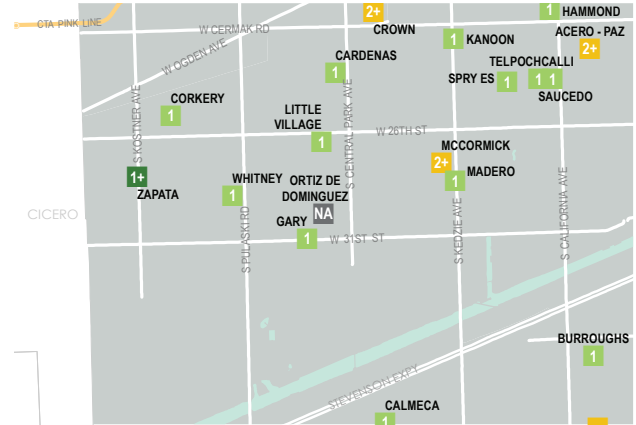 HAMMOND
1
CTA PINK LINE
2+
CROWN
W CERMAK RD
1
KANOON
ACERO - PAZ
2+
W OGDEN AVE
CARDENAS
1
TELPOCHCALLI
SPRY ES
1
1 1
SAUCEDO
S KOSTNER AVE
CORKERY
1
S CENTRAL PARK AVE
LITTLE
VILLAGE
1
W 26TH ST
MCCORMICK
2+
MADERO
1
1+
ZAPATA
WHITNEY
1
ORTIZ DE
DOMINGUEZ
NA
GARY
1
W 31ST ST
CICERO
S PULASKI RD
S KEDZIE AVE
S CALIFORNIA AVE
BURROUGHS
1
STEVENSON EXPY
CALMECA
1